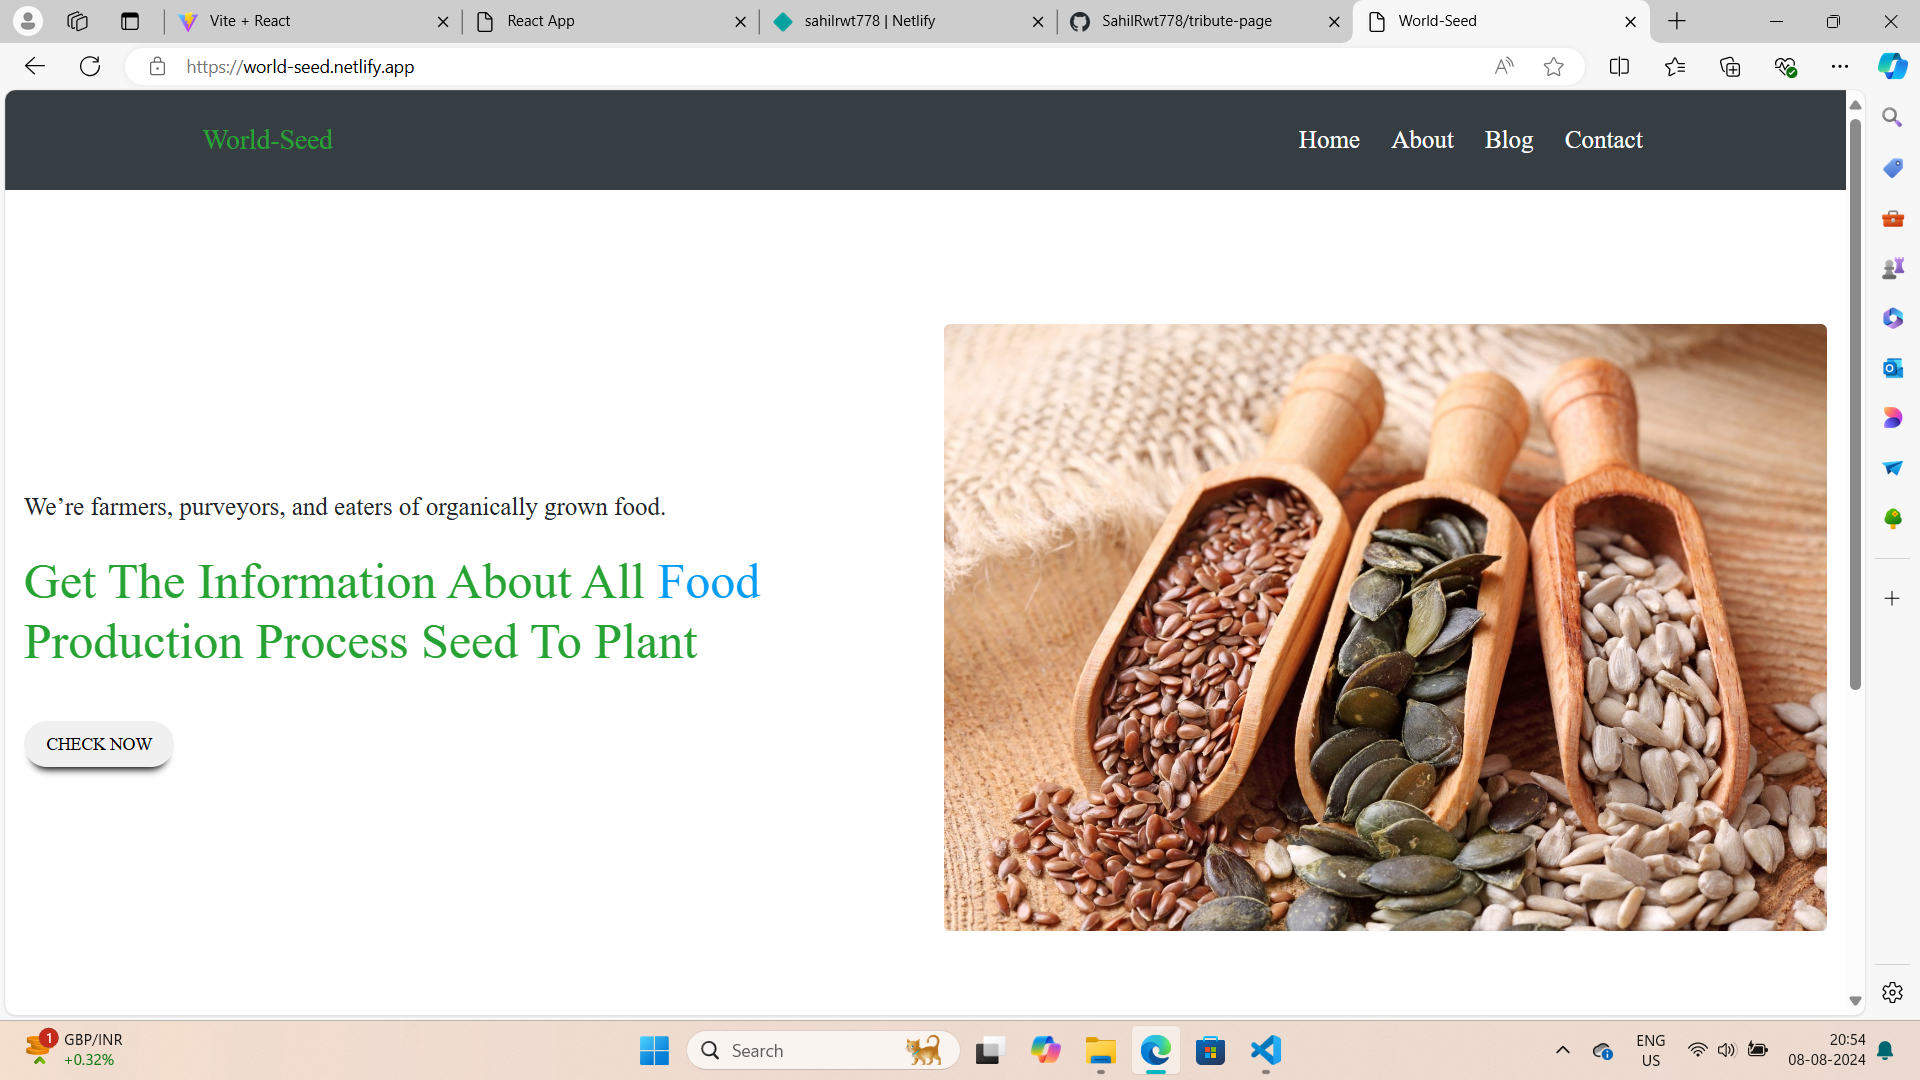 Vite + React
React App
sahilrwt778 | Netlify
SahilRwt778/tribute-page
World-Seed
https://world-seed.netlify.app
World-Seed
Home About Blog Contact
We’re farmers, purveyors, and eaters of organically grown food.
Get The Information About All Food
Production Process Seed To Plant
CHECK NOW
1
GBP/INR
+0.32%
Search
ENG
US
20:54
08-08-2024